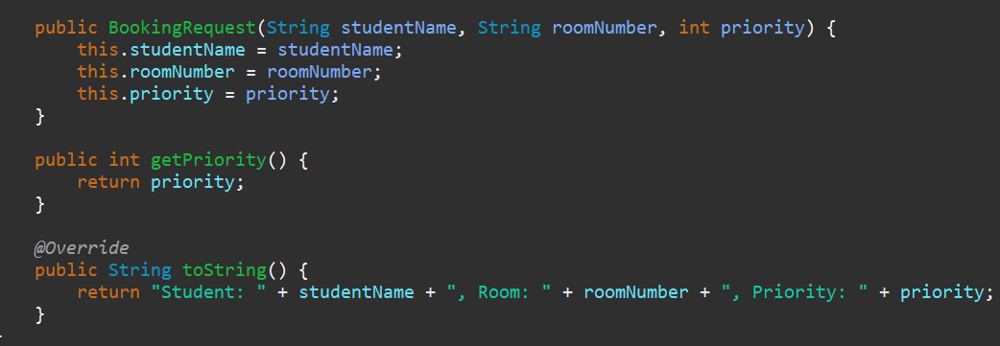 public BookingRequest(String studentName, String roomNumber, int priority) {
    this.studentName = studentName;
    this.roomNumber = roomNumber;
    this.priority = priority;
}

public int getPriority() {
    return priority;
}

@Override
public String toString() {
    return "Student: " + studentName + ", Room: " + roomNumber + ", Priority: " + priority;
}